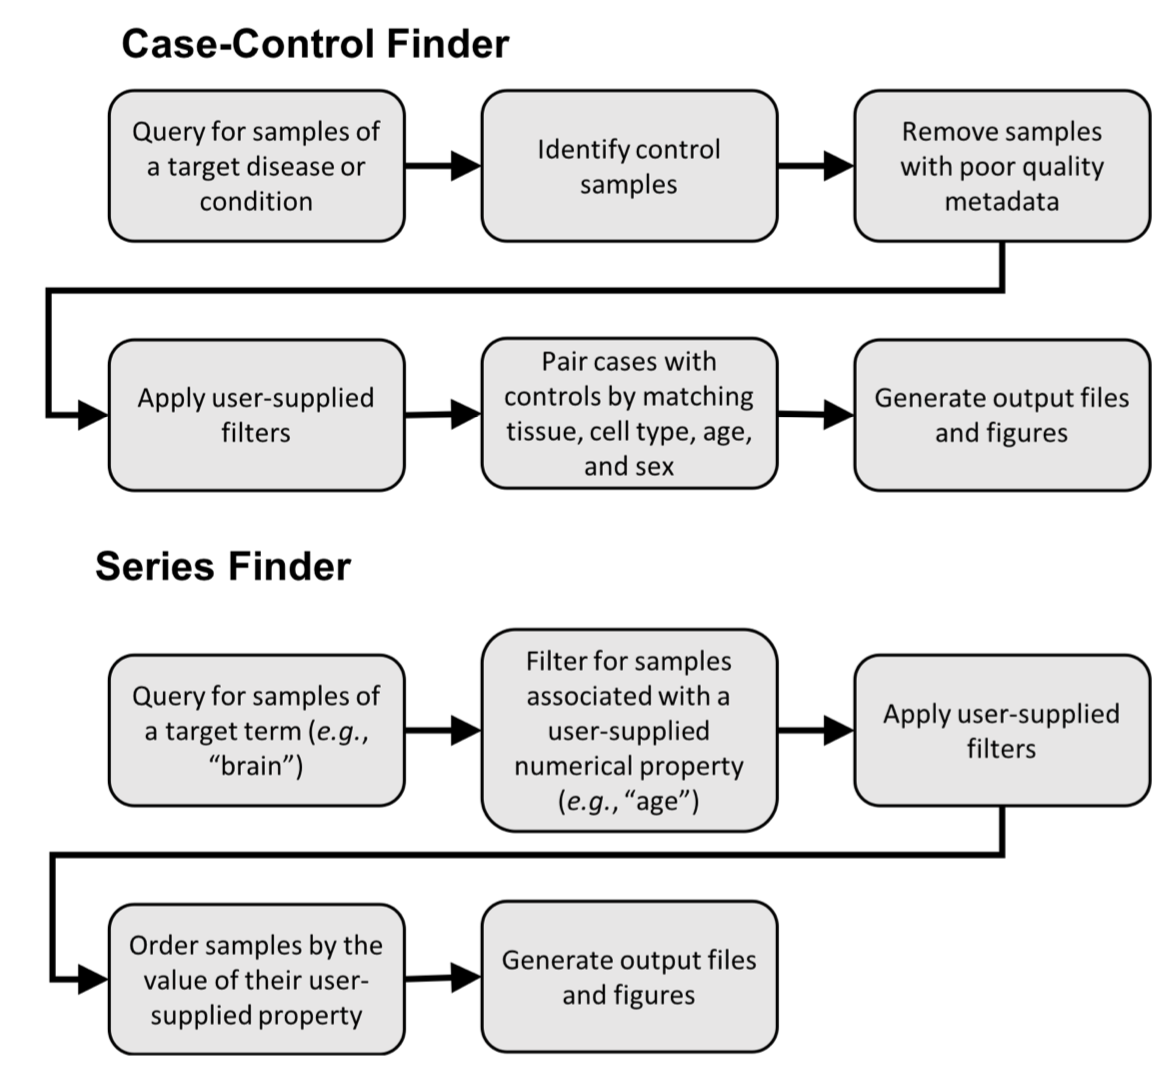 Case-Control Finder
Query for samples of
a target disease or
condition
Identify control
samples
Remove samples
with poor quality
metadata
Apply user-supplied
filters
Pair cases with
controls by matching
tissue, cell type, age,
and sex
Generate output files
and figures
Series Finder
Query for samples of
a target term (e.g.,
“brain”)
Filter for samples
associated with a
user-supplied
numerical property
(e.g., “age”)
Apply user-supplied
filters
Order samples by the
value of their user-
supplied property
Generate output files
and figures